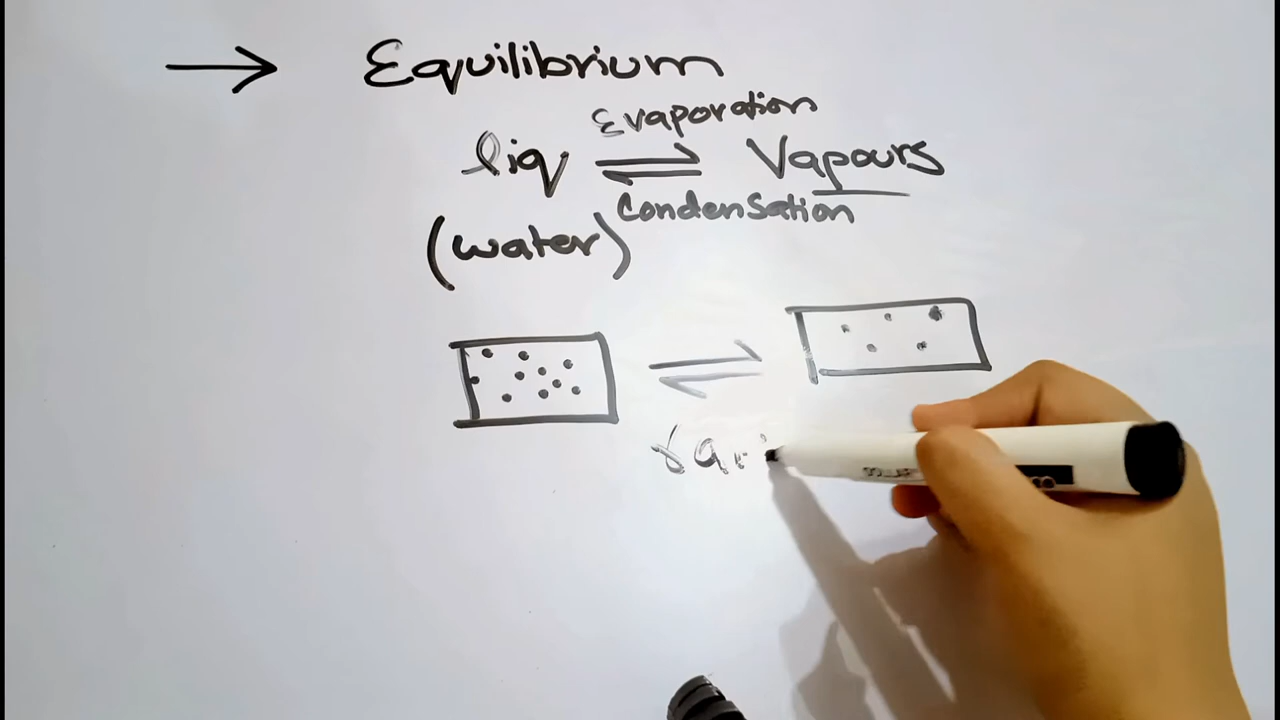 → Equilibrium
Evaporation
liq ⇌ Vapours
Condensation
(water)
⇌